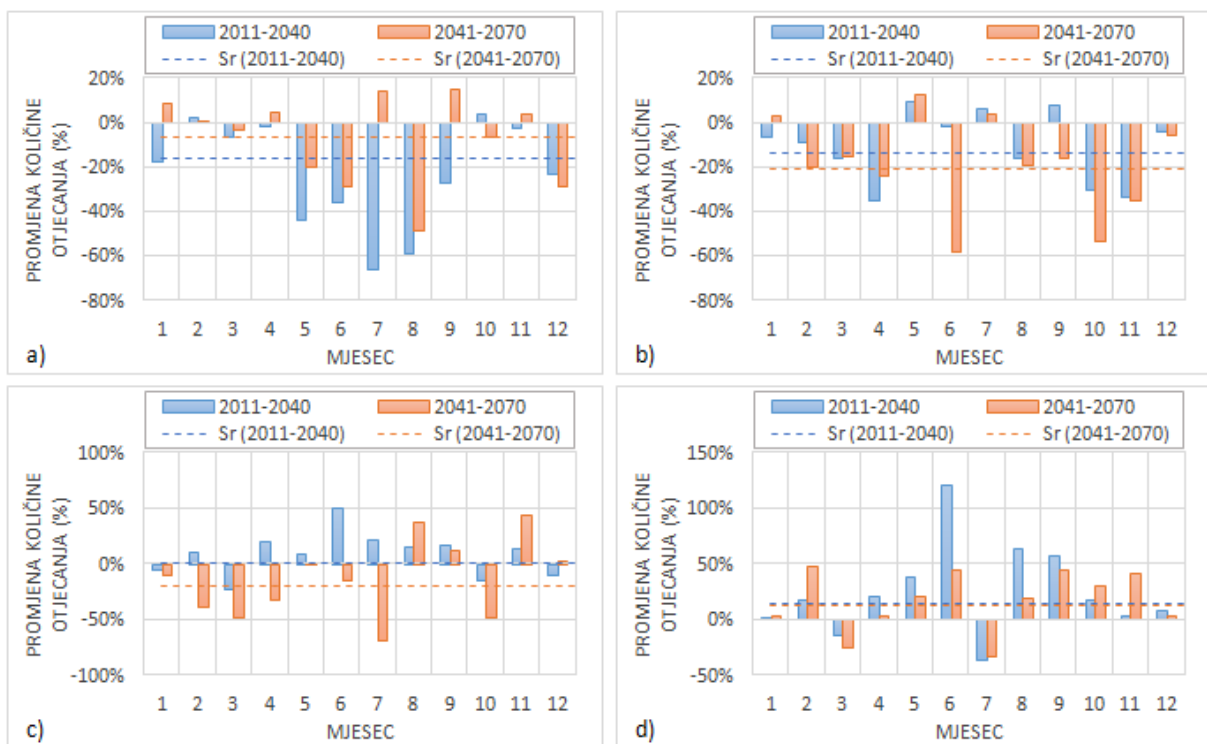 2011-2040 2041-2070
Sr (2011-2040) Sr (2041-2070)
PROMJENA KOLIČINE
OTJECANJA (%)
20%
0%
-20%
-40%
-60%
-80%
1 2 3 4 5 6 7 8 9 10 11 12
MJESEC
a)
2011-2040 2041-2070
Sr (2011-2040) Sr (2041-2070)
PROMJENA KOLIČINE
OTJECANJA (%)
20%
0%
-20%
-40%
-60%
-80%
1 2 3 4 5 6 7 8 9 10 11 12
MJESEC
b)
2011-2040 2041-2070
Sr (2011-2040) Sr (2041-2070)
PROMJENA KOLIČINE
OTJECANJA (%)
100%
50%
0%
-50%
-100%
1 2 3 4 5 6 7 8 9 10 11 12
MJESEC
c)
2011-2040 2041-2070
Sr (2011-2040) Sr (2041-2070)
PROMJENA KOLIČINE
OTJECANJA (%)
150%
100%
50%
0%
-50%
1 2 3 4 5 6 7 8 9 10 11 12
MJESEC
d)